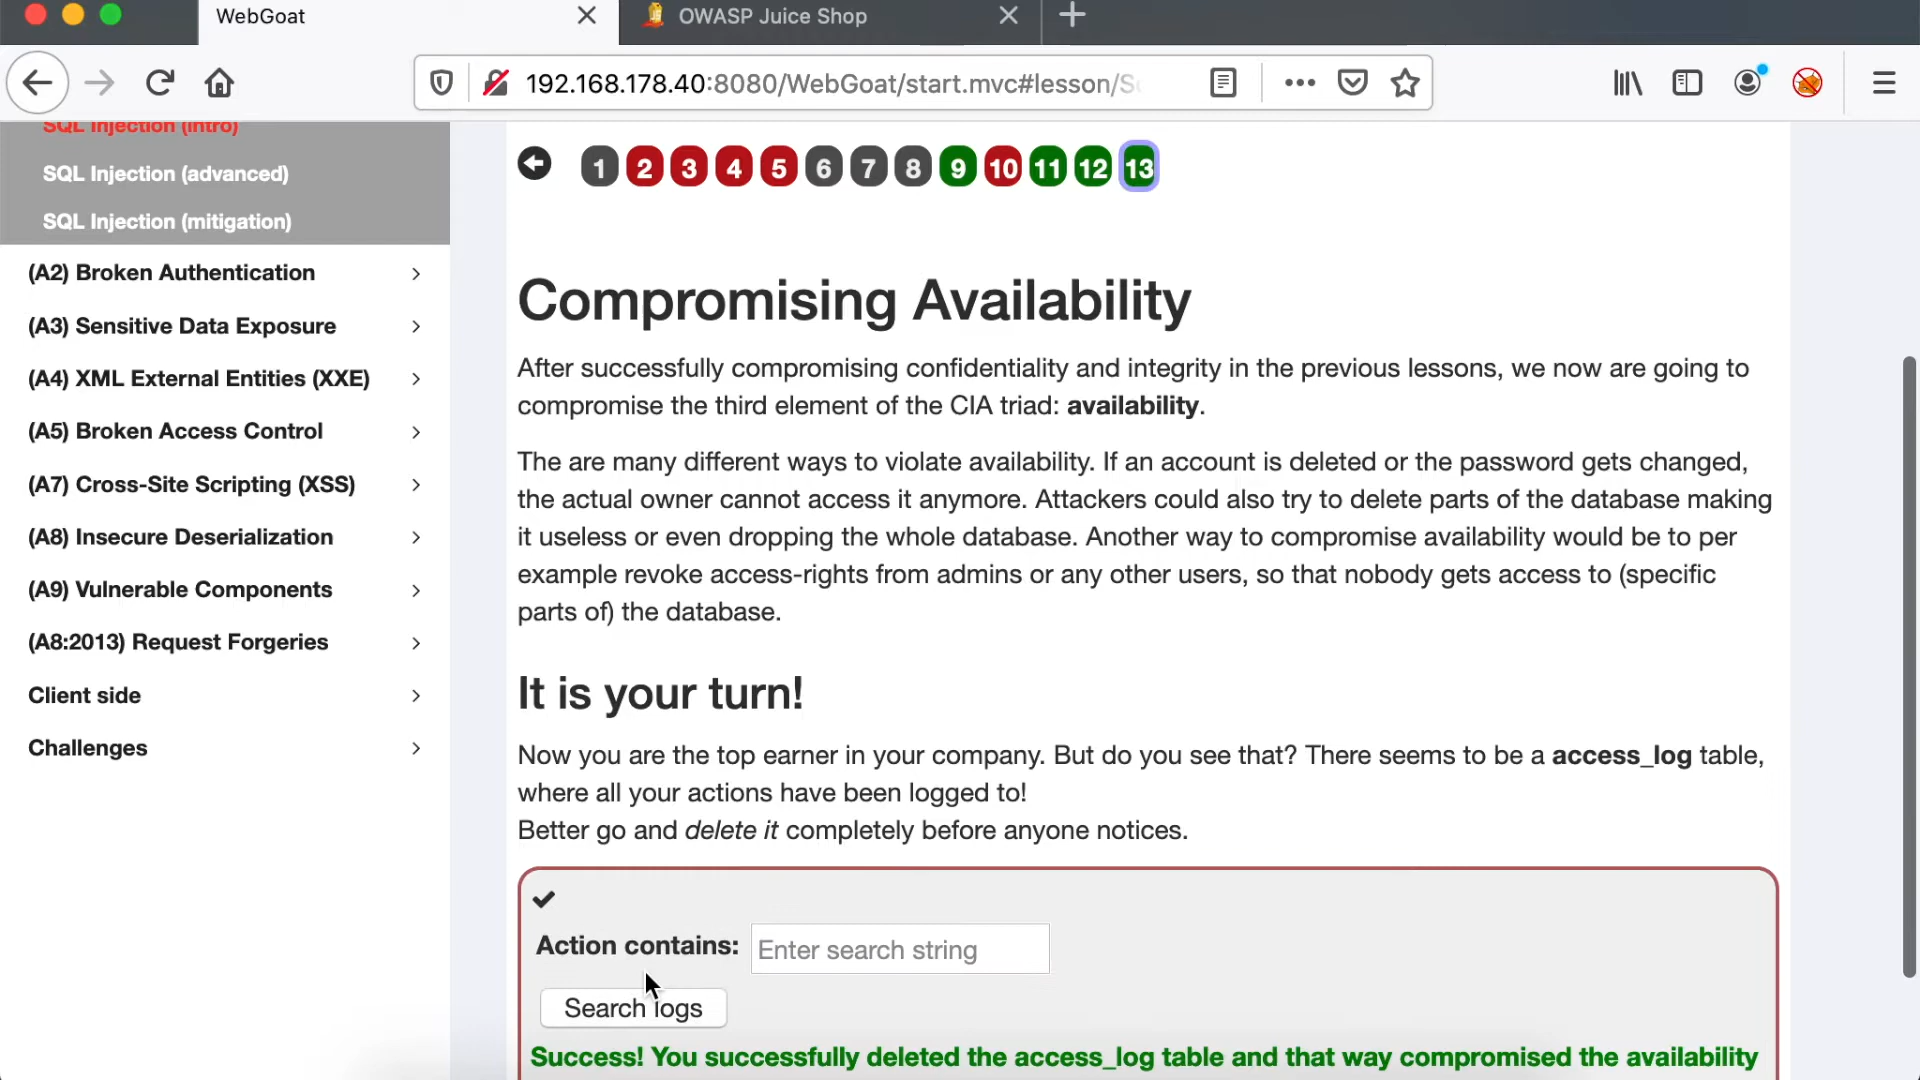 WebGoat
OWASP Juice Shop
192.168.178.40:8080/WebGoat/start.mvc#lesson/S
SQL Injection (intro)
SQL Injection (advanced)
SQL Injection (mitigation)
(A2) Broken Authentication
(A3) Sensitive Data Exposure
(A4) XML External Entities (XXE)
(A5) Broken Access Control
(A7) Cross-Site Scripting (XSS)
(A8) Insecure Deserialization
(A9) Vulnerable Components
(A8:2013) Request Forgeries
Client side
Challenges
1 2 3 4 5 6 7 8 9 10 11 12 13
Compromising Availability
After successfully compromising confidentiality and integrity in the previous lessons, we now are going to
compromise the third element of the CIA triad: availability.
The are many different ways to violate availability. If an account is deleted or the password gets changed,
the actual owner cannot access it anymore. Attackers could also try to delete parts of the database making
it useless or even dropping the whole database. Another way to compromise availability would be to per
example revoke access-rights from admins or any other users, so that nobody gets access to (specific
parts of) the database.
It is your turn!
Now you are the top earner in your company. But do you see that? There seems to be a access_log table,
where all your actions have been logged to!
Better go and delete it completely before anyone notices.
Action contains: Enter search string
Search logs
Success! You successfully deleted the access_log table and that way compromised the availability